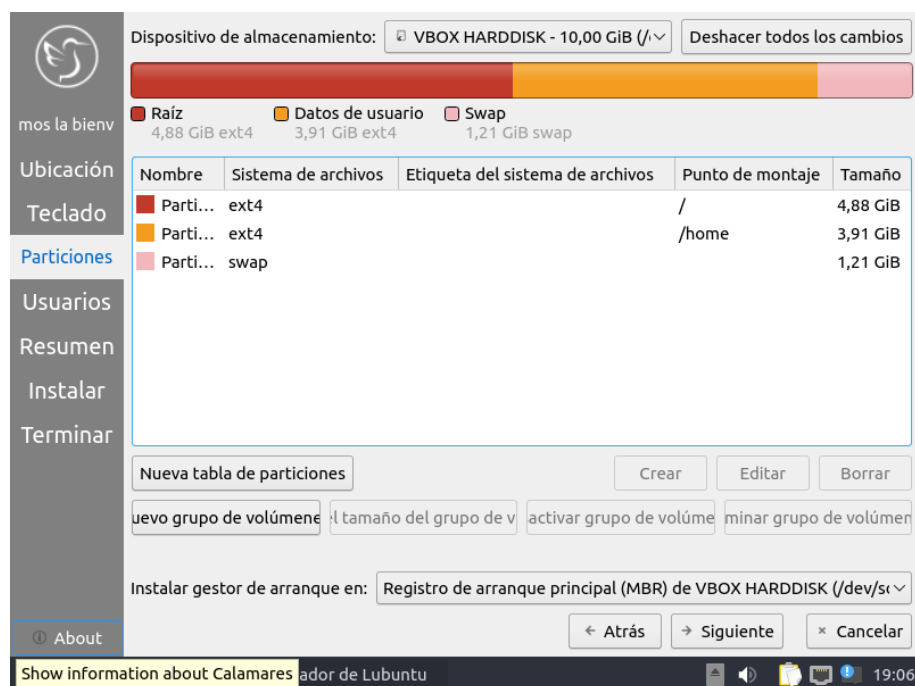 Dispositivo de almacenamiento: VBOX HARDDISK - 10,00 GiB (/ Deshacer todos los cambios
Raíz Datos de usuario Swap
4,88 GiB ext4 3,91 GiB ext4 1,21 GiB swap
mos la bienv
Ubicación
Teclado
Particiones
Usuarios
Resumen
Instalar
Terminar
Nombre Sistema de archivos Etiqueta del sistema de archivos Punto de montaje Tamaño
Parti... ext4 / 4,88 GiB
Parti... ext4 /home 3,91 GiB
Parti... swap 1,21 GiB
Nueva tabla de particiones Crear Editar Borrar
uevo grupo de volúmene el tamaño del grupo de v activar grupo de volúme minar grupo de volúmen
Instalar gestor de arranque en: Registro de arranque principal (MBR) de VBOX HARDDISK (/dev/s
Atrás Siguiente Cancelar
About
Show information about Calamares ador de Lubuntu 19:06